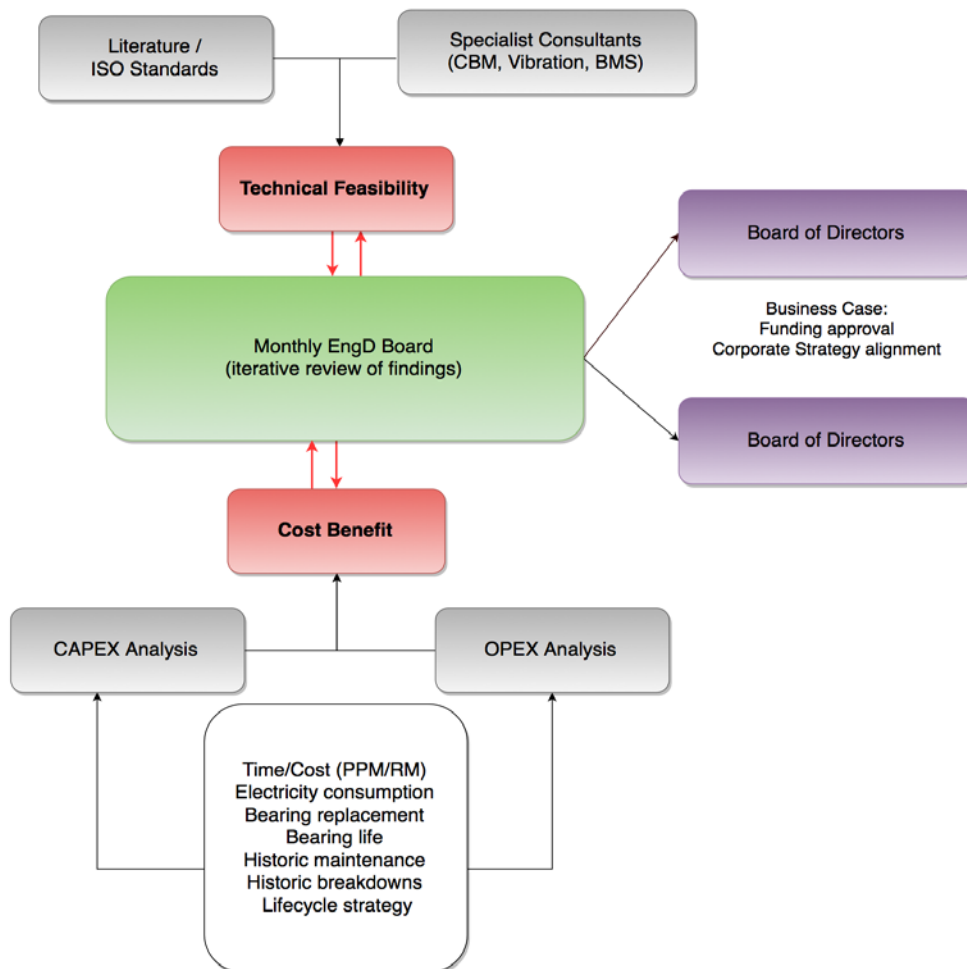 Literature /
ISO Standards
Specialist Consultants
(CBM, Vibration, BMS)
Technical Feasibility
Board of Directors
Monthly EngD Board
(iterative review of findings)
Business Case:
Funding approval
Corporate Strategy alignment
Board of Directors
Cost Benefit
CAPEX Analysis
OPEX Analysis
Time/Cost (PPM/RM)
Electricity consumption
Bearing replacement
Bearing life
Historic maintenance
Historic breakdowns
Lifecycle strategy